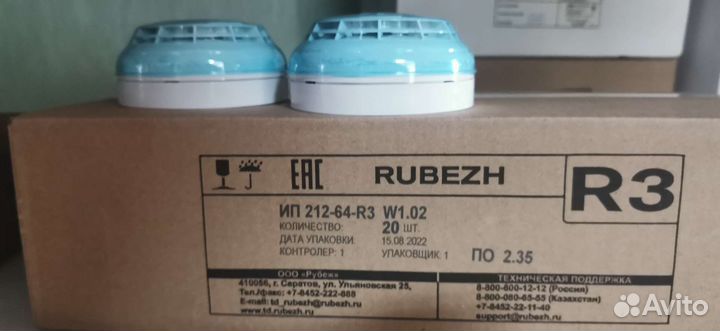 EAC RUBEZH R3
ИП 212-64-R3 W1.02
КОЛИЧЕСТВО: 20 ШТ.
ДАТА УПАКОВКИ: 15.08.2022
КОНТРОЛЕР: 1 УПАКОВЩИК: 1 ПО 2.35
ООО «Рубеж»
410056, г. Саратов, ул. Ульяновская 25,
Тел./факс: +7-8452-222-888
E-mail: td_rubezh@rubezh.ru
www.td.rubezh.ru
ТЕХНИЧЕСКАЯ ПОДДЕРЖКА
8-800-600-12-12 (Россия)
8-800-080-65-55 (Казахстан)
+7-8452-22-11-40
support@rubezh.ru
Avito